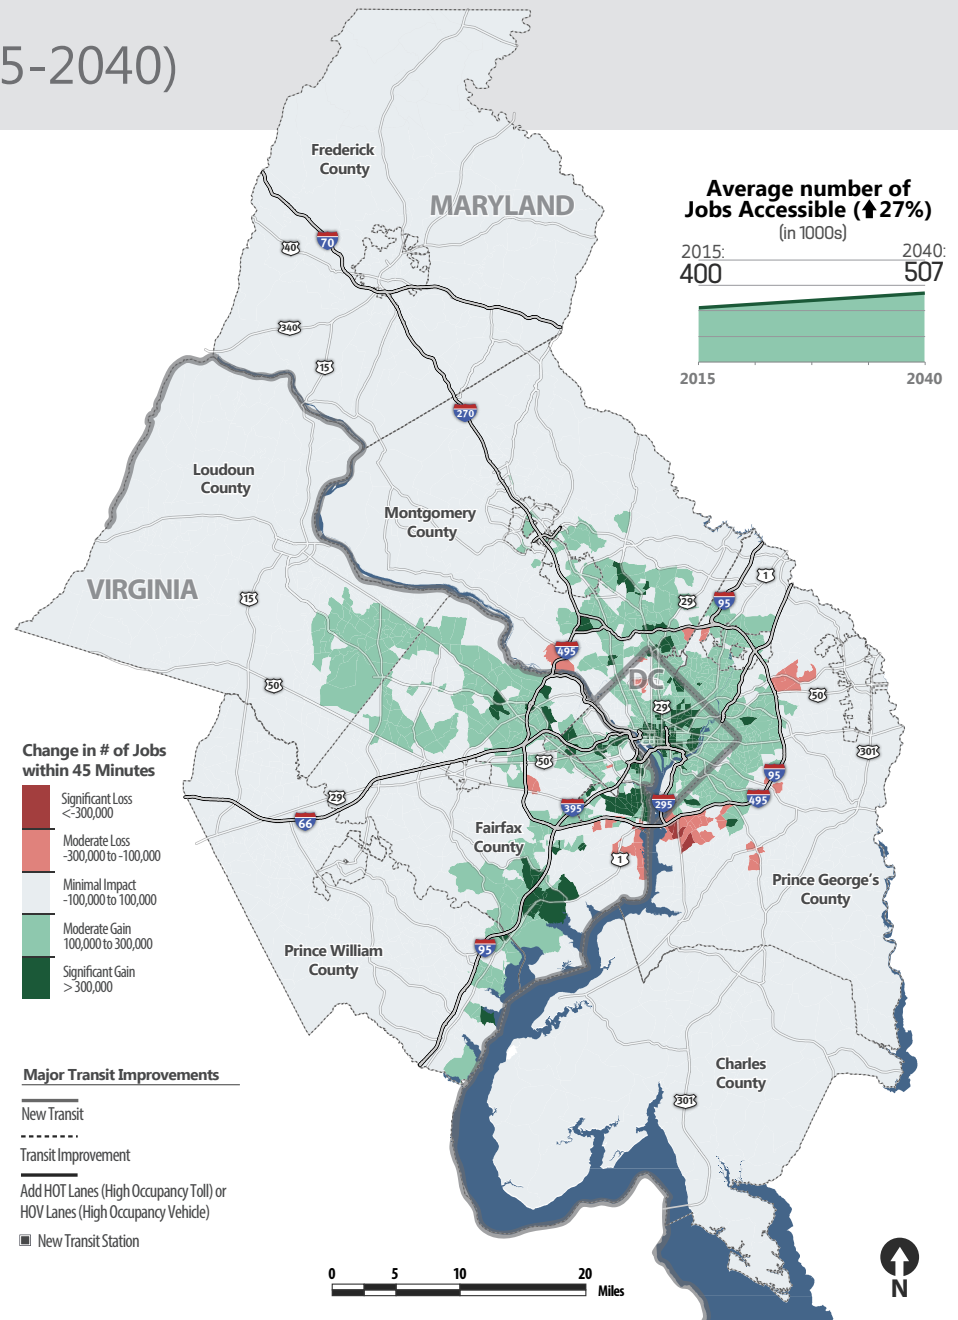 5-2040)
Frederick
County
MARYLAND
Average number of
Jobs Accessible (⬆27%)
(in 1000s)
2015:
2040:
400
507
2015
2040
70
40
340
15
270
Loudoun
County
Montgomery
County
VIRGINIA
15
1
29
95
495
DC
50
50
29
301
Change in # of Jobs
within 45 Minutes
Significant Loss
<-300,000
Moderate Loss
-300,000 to -100,000
Minimal Impact
-100,000 to 100,000
Moderate Gain
100,000 to 300,000
Significant Gain
> 300,000
50
95
29
66
395
295
495
Fairfax
County
1
Prince George's
County
Prince William
County
95
Charles
County
301
Major Transit Improvements
New Transit
Transit Improvement
Add HOT Lanes (High Occupancy Toll) or
HOV Lanes (High Occupancy Vehicle)
New Transit Station
0 5 10 20
Miles
N